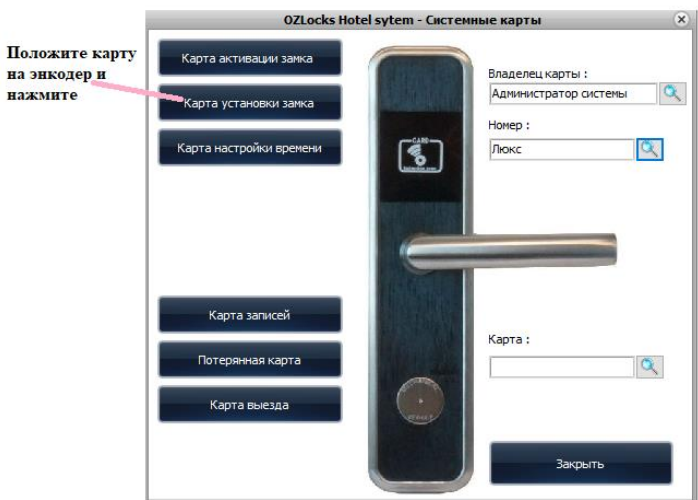 OZLocks Hotel sytem - Системные карты
Положите карту
на энкодер и
нажмите
Карта активации замка
Карта установки замка
Карта настройки времени
Карта записей
Потерянная карта
Карта выезда
CARD
Владелец карты :
Администратор системы
Номер :
Люкс
Карта :
Закрыть